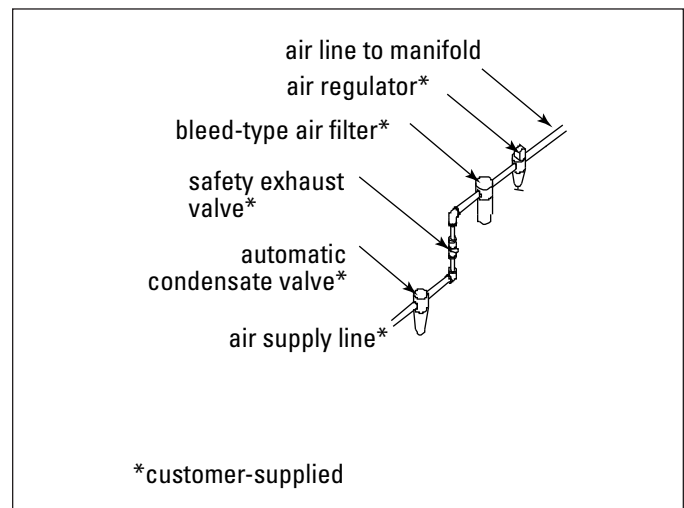 air line to manifold
air regulator*
bleed-type air filter*
safety exhaust
valve*
automatic
condensate valve*
air supply line*
*customer-supplied